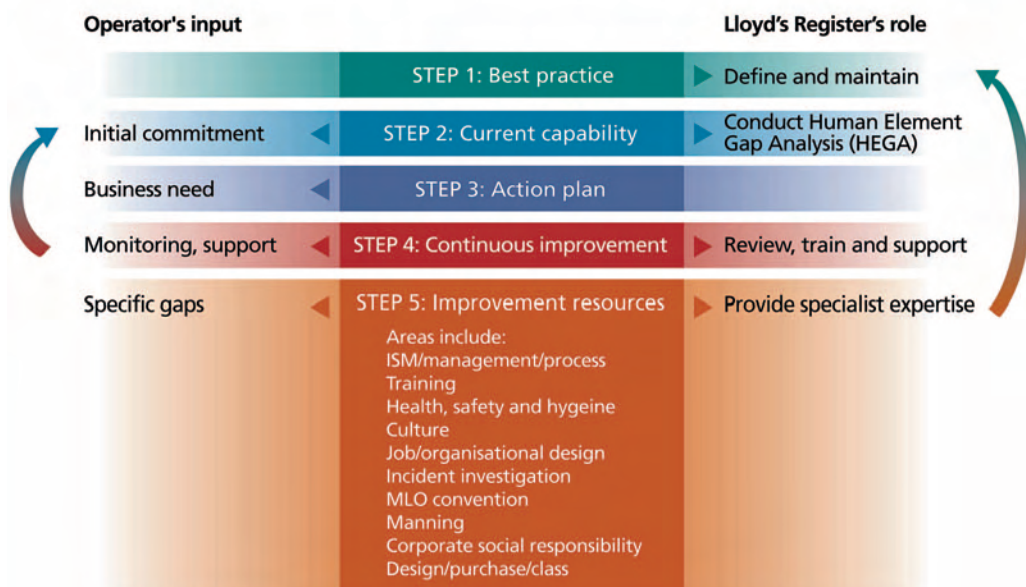 Operator's input
Lloyd's Register's role
STEP 1: Best practice
Define and maintain
Initial commitment
STEP 2: Current capability
Conduct Human Element
Gap Analysis (HEGA)
Business need
STEP 3: Action plan
Monitoring, support
STEP 4: Continuous improvement
Review, train and support
Specific gaps
STEP 5: Improvement resources
Provide specialist expertise
Areas include:
ISM/management/process
Training
Health, safety and hygeine
Culture
Job/organisational design
Incident investigation
MLO convention
Manning
Corporate social responsibility
Design/purchase/class